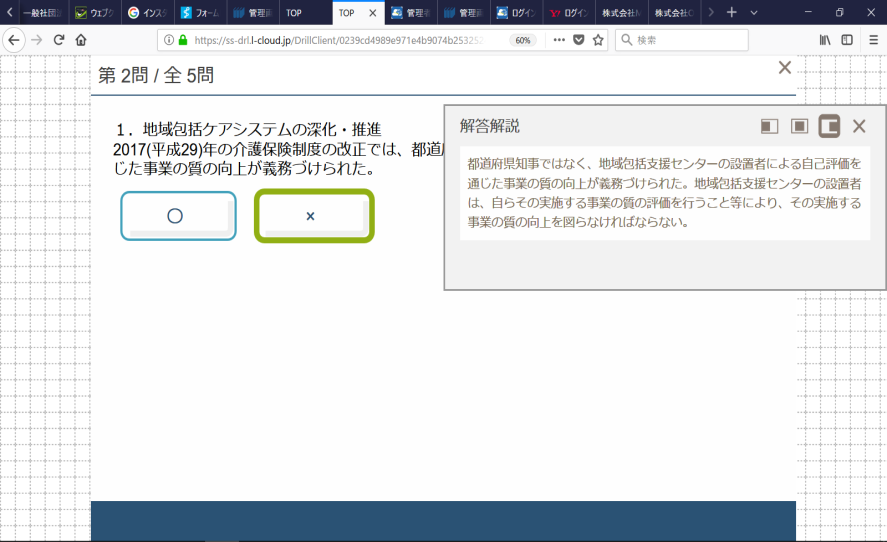 一般社団
ウェブ
G イン
フォーム
管理
TOP
TOP
管理者
管理
ログイン
ログイン
株式会社
株式会社
https://ss-drl.l-cloud.jp/DrillClient/0239cd4989e971e4b9074b25325
60%
検索
第 2問 / 全 5問
1．地域包括ケアシステムの深化・推進
2017(平成29)年の介護保険制度の改正では、都道
じた事業の質の向上が義務づけられた。
〇
×
解答解説
都道府県知事ではなく、地域包括支援センターの設置者による自己評価を
通じた事業の質の向上が義務づけられた。地域包括支援センターの設置者
は、自らその実施する事業の質の評価を行うこと等により、その実施する
事業の質の向上を図らなければならない。